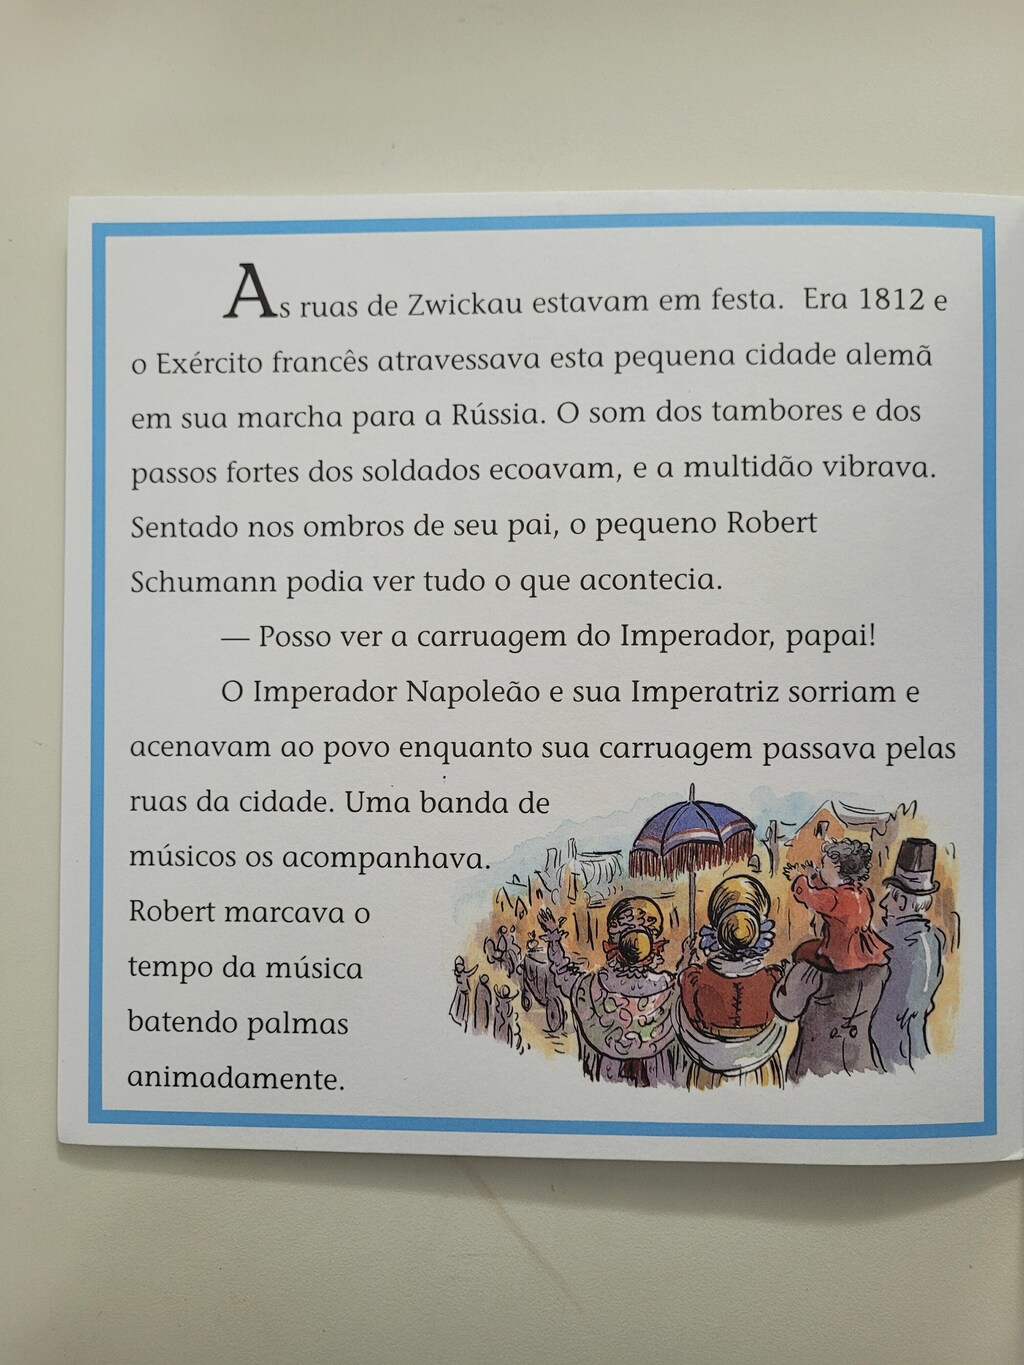 As ruas de Zwickau estavam em festa. Era 1812 e
o Exército francês atravessava esta pequena cidade alemã
em sua marcha para a Rússia. O som dos tambores e dos
passos fortes dos soldados ecoavam, e a multidão vibrava.
Sentado nos ombros de seu pai, o pequeno Robert
Schumann podia ver tudo o que acontecia.
— Posso ver a carruagem do Imperador, papai!
O Imperador Napoleão e sua Imperatriz sorriam e
acenavam ao povo enquanto sua carruagem passava pelas
ruas da cidade. Uma banda de
músicos os acompanhava.
Robert marcava o
tempo da música
batendo palmas
animadamente.